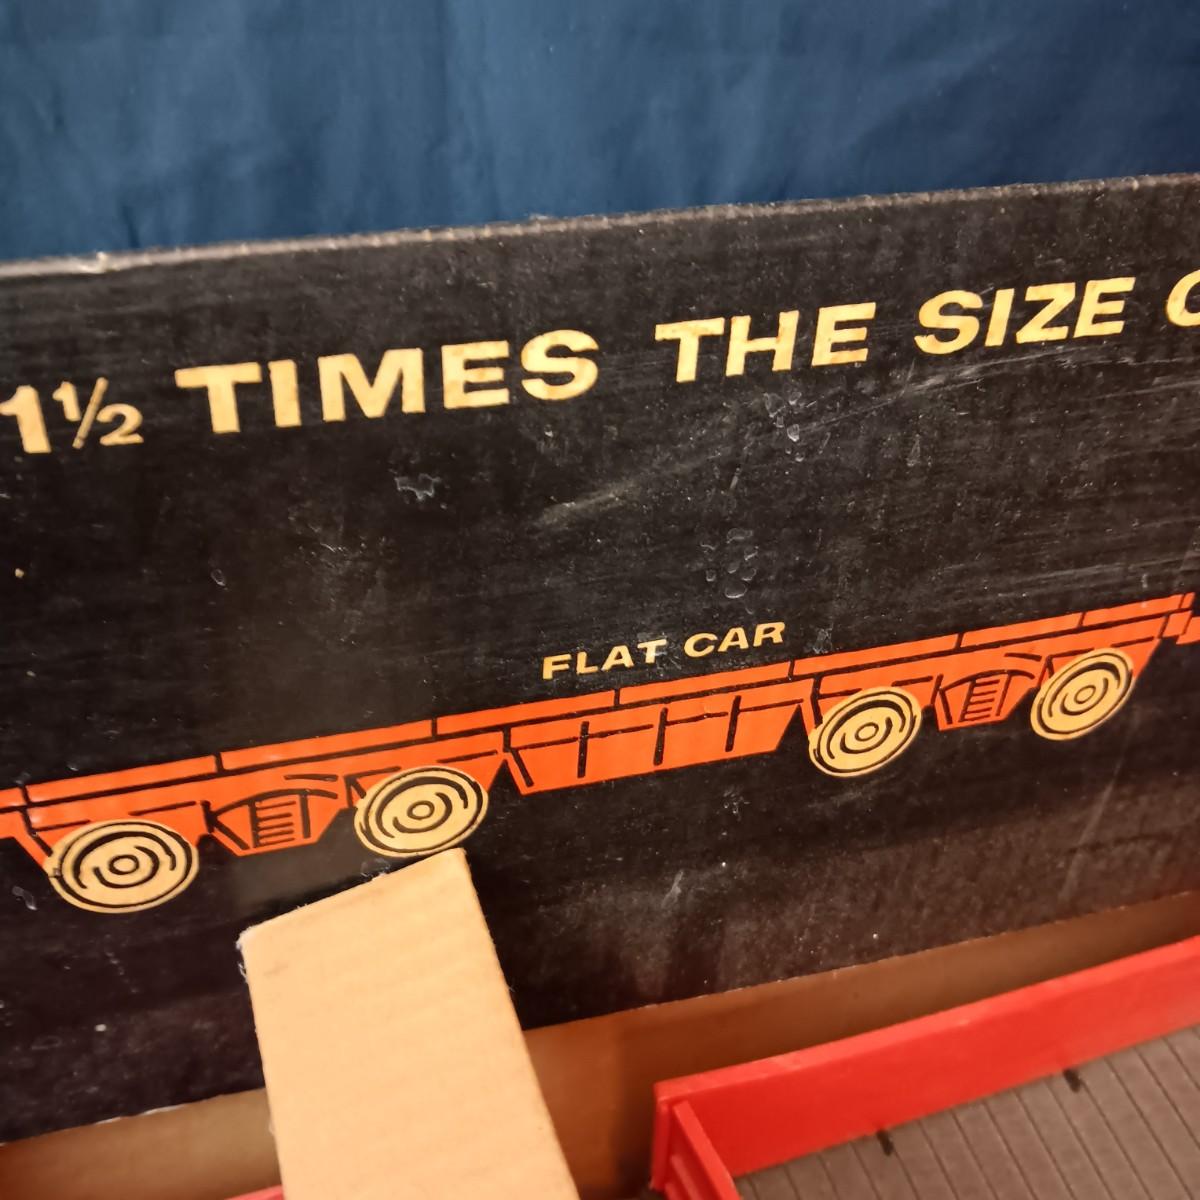 1½ TIMES THE SIZE
FLAT CAR